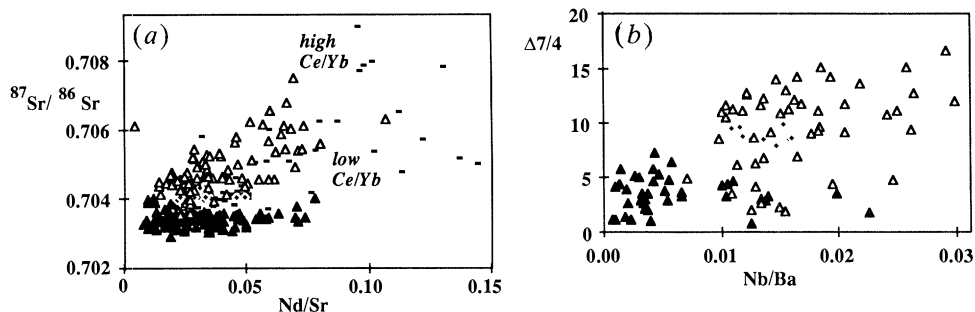 (a)
high
Ce/Yb
low
Ce/Yb
87Sr/ 86 Sr
0.708
0.706
0.704
0.702
0 0.05 0.10 0.15
Nd/Sr
(b)
Δ7/4
20
15
10
5
0
0.00 0.01 0.02 0.03
Nb/Ba